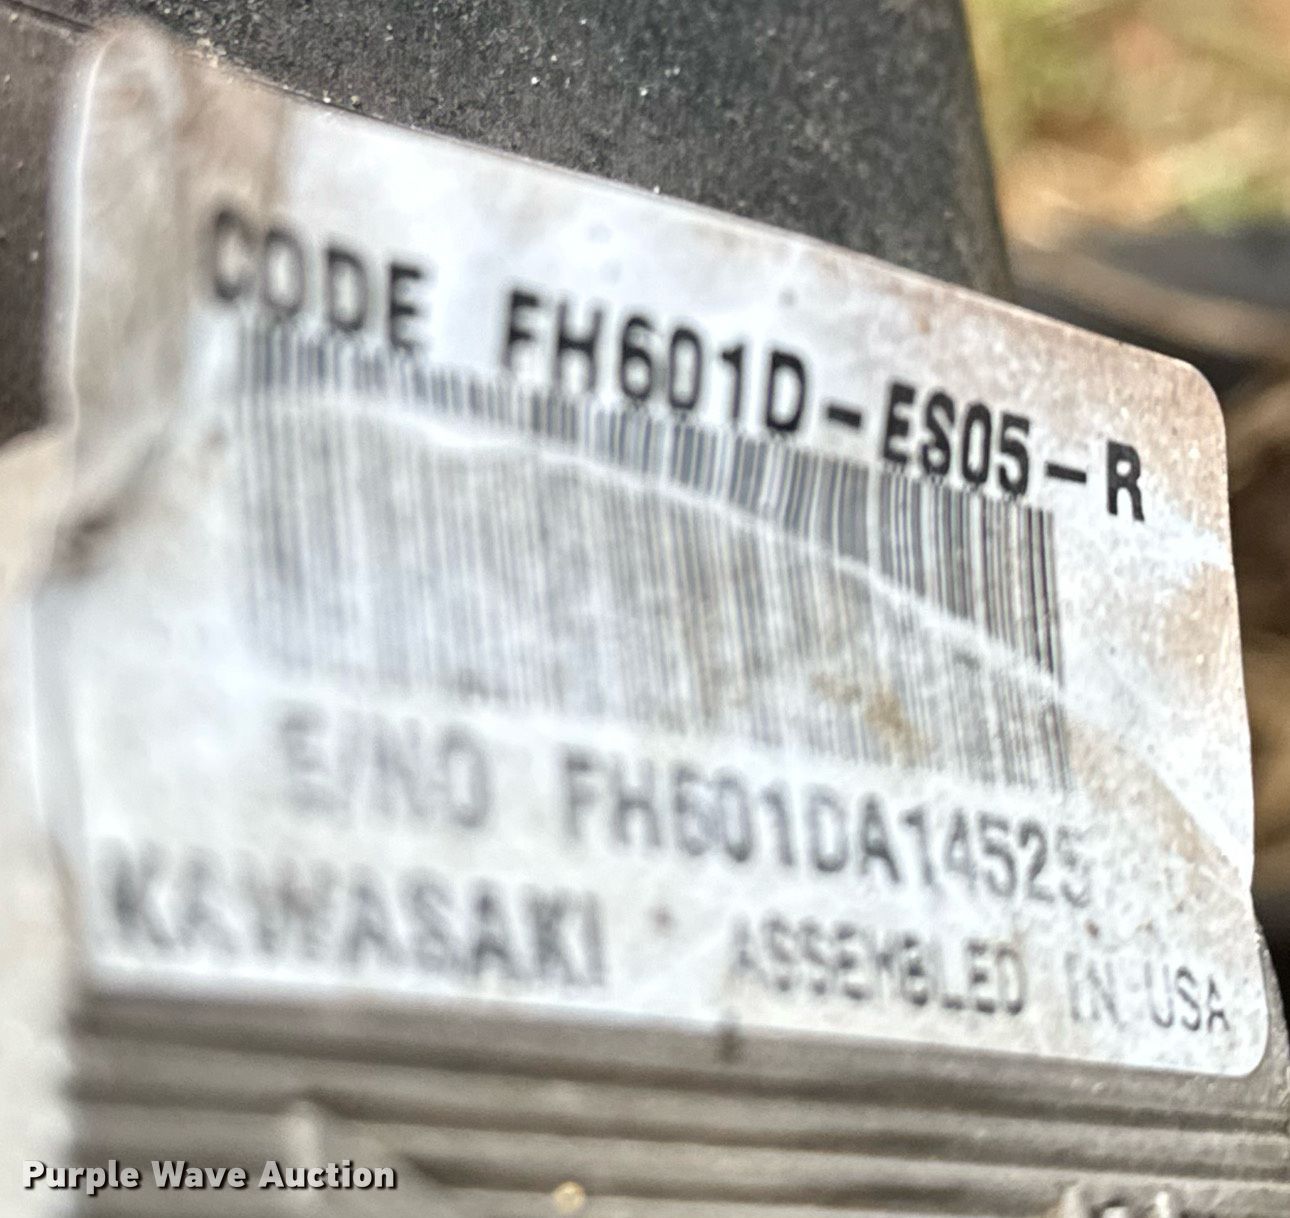 CODE FH601D-ES05-R
E/NO FH601DA14525
KAWASAKI ASSEMBLED IN USA
Purple Wave Auction